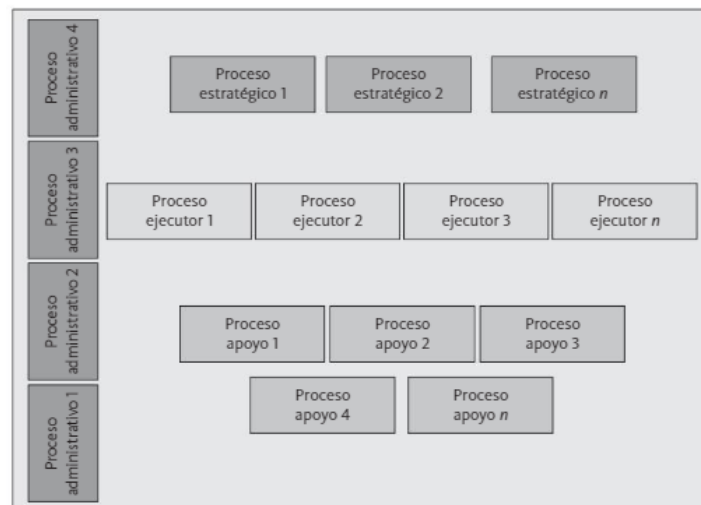 Proceso
administrativo 4
Proceso
estratégico 1
Proceso
estratégico 2
Proceso
estratégico n
Proceso
administrativo 3
Proceso
ejecutor 1
Proceso
ejecutor 2
Proceso
ejecutor 3
Proceso
ejecutor n
Proceso
administrativo 2
Proceso
apoyo 1
Proceso
apoyo 2
Proceso
apoyo 3
Proceso
administrativo 1
Proceso
apoyo 4
Proceso
apoyo n